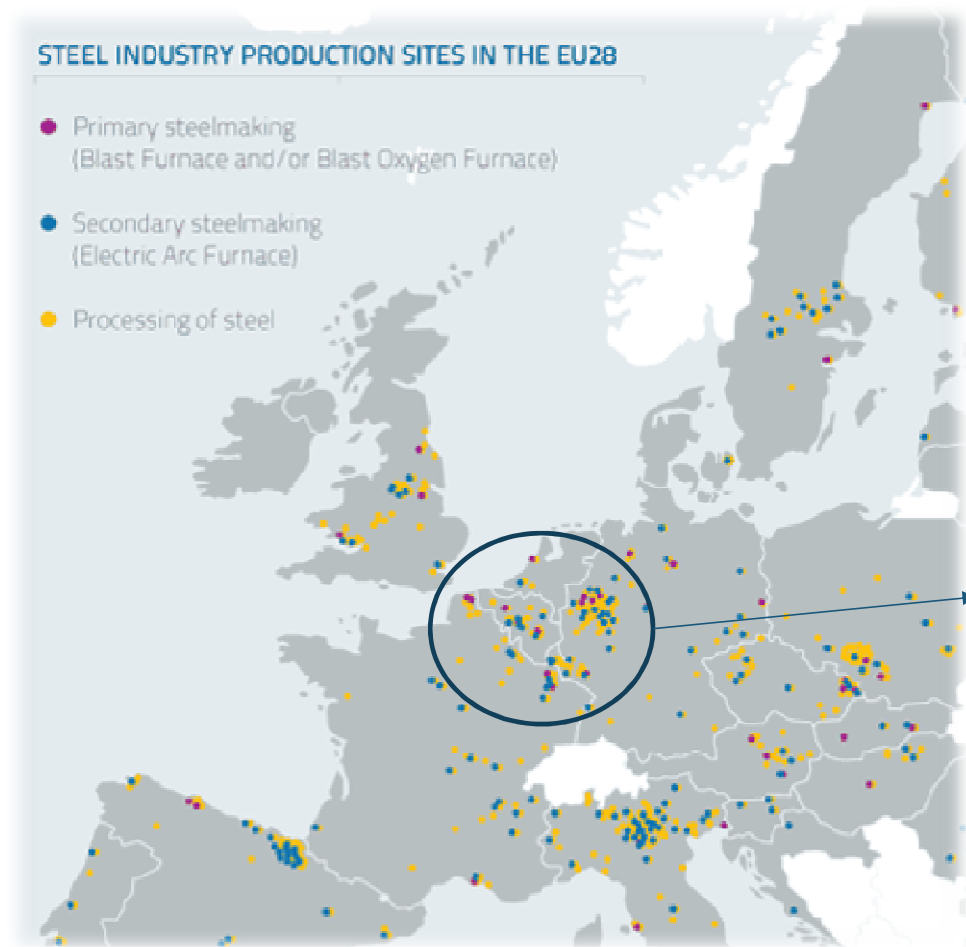 STEEL INDUSTRY PRODUCTION SITES IN THE EU28
Primary steelmaking
(Blast Furnace and/or Blast Oxygen Furnace)
Secondary steelmaking
(Electric Arc Furnace)
Processing of steel